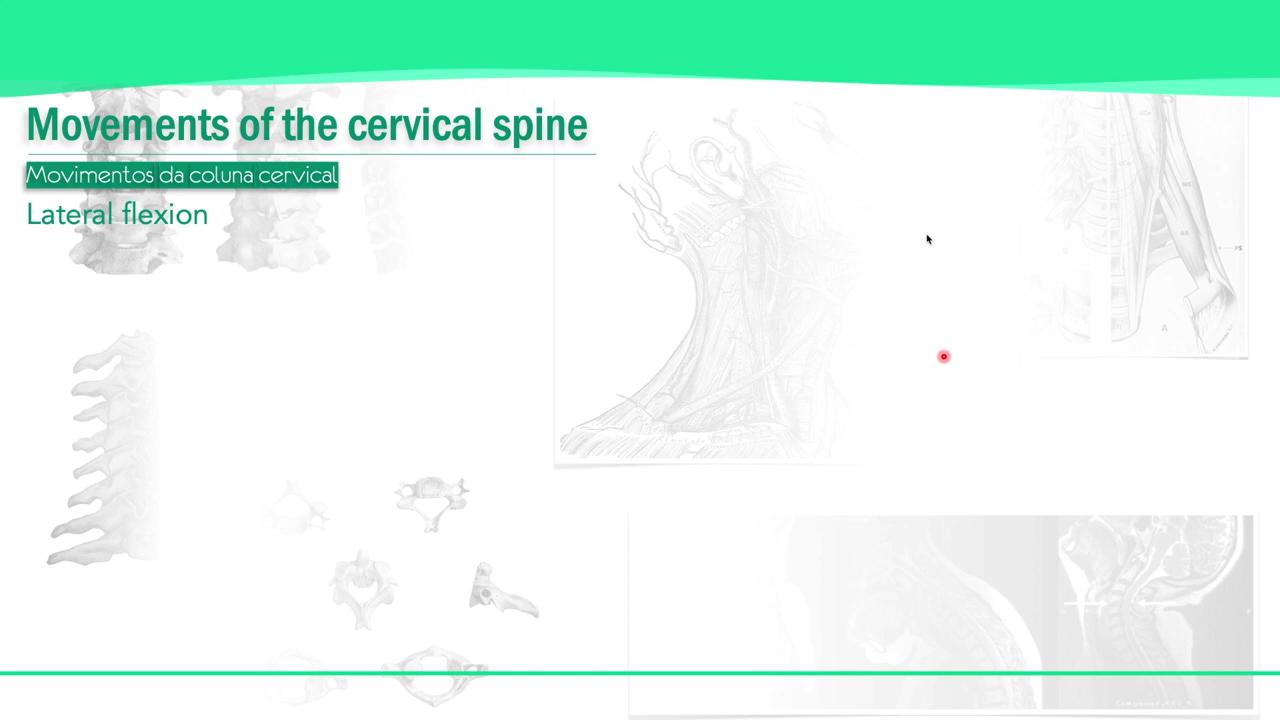 Movements of the cervical spine
Movimentos da coluna cervical
Lateral flexion
A